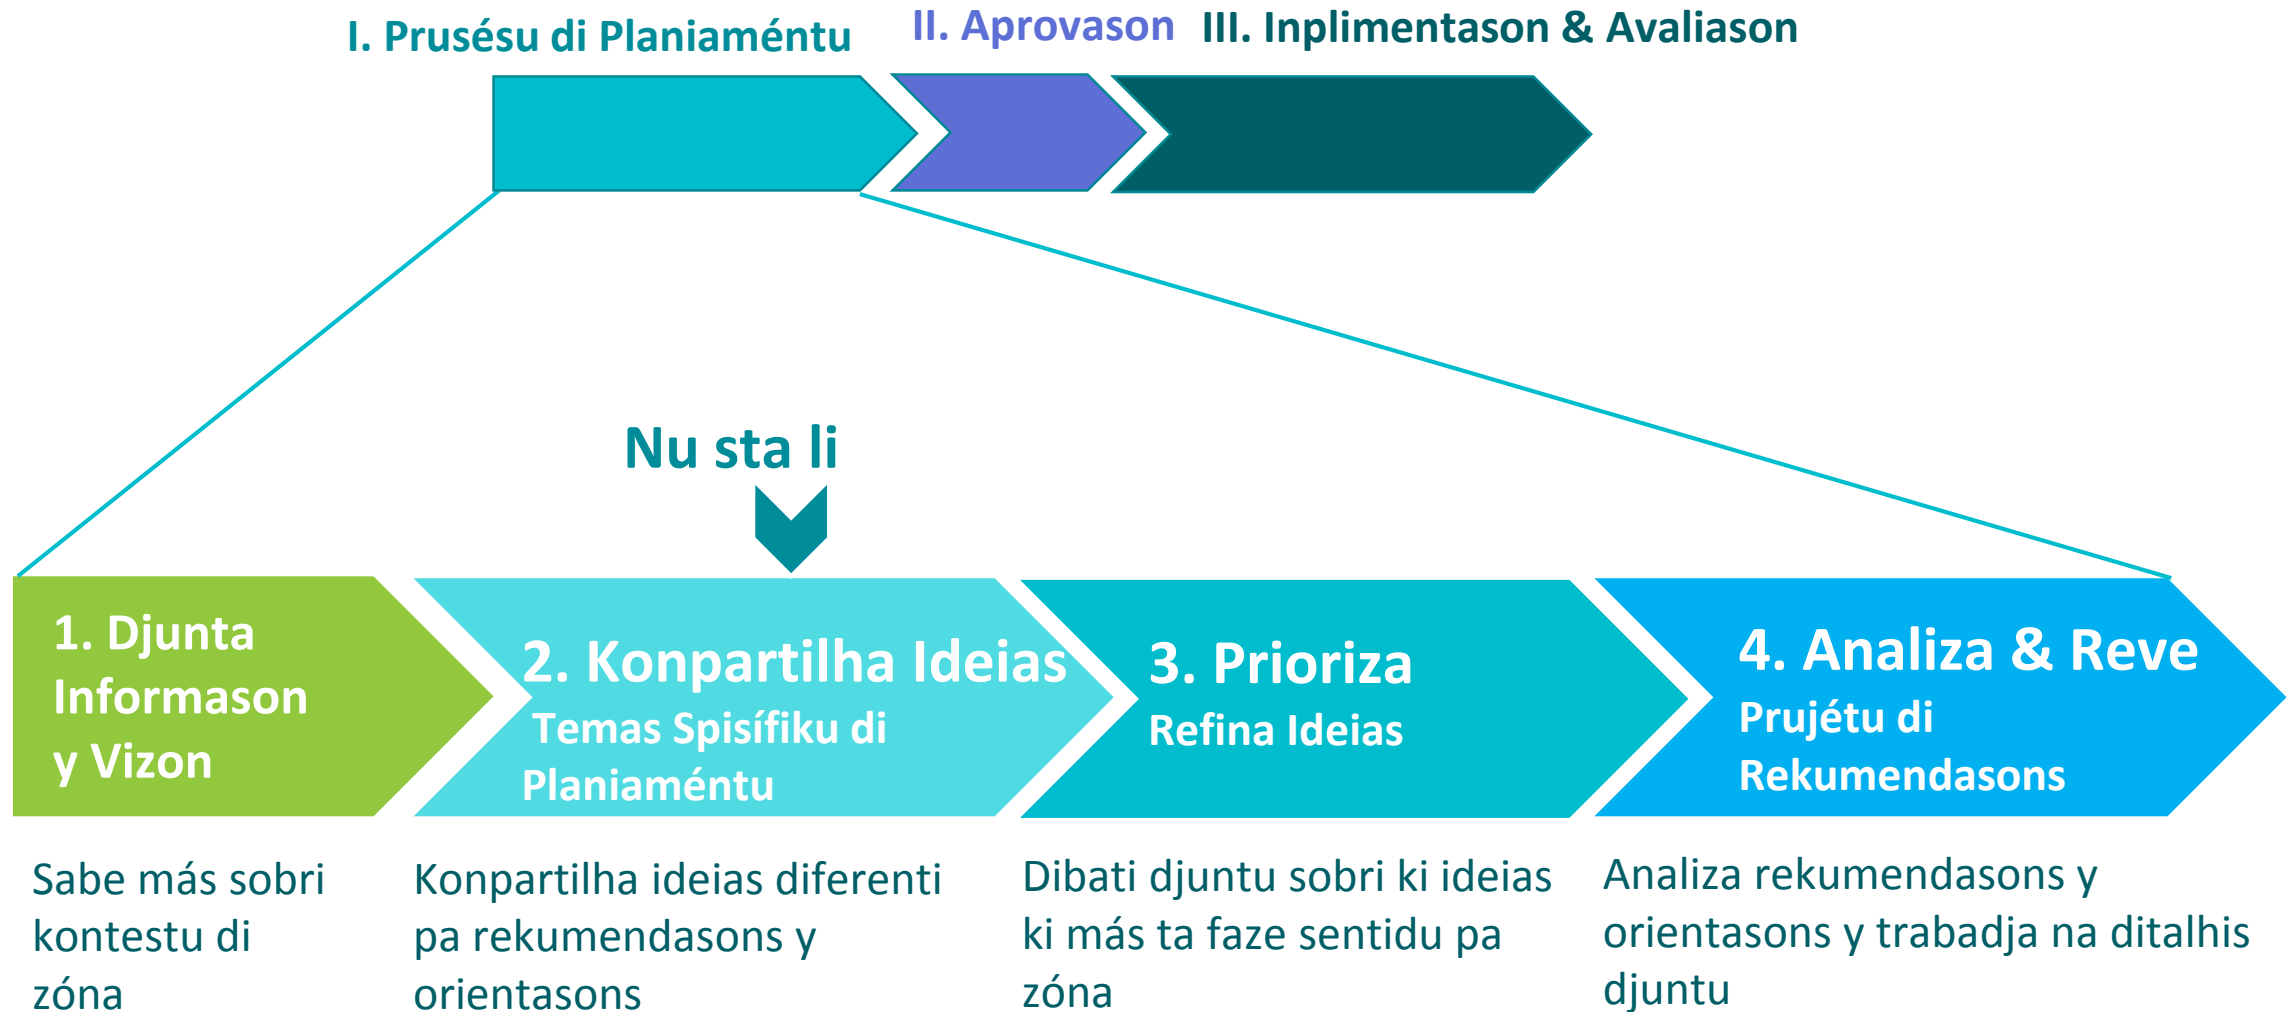 I. Prusésu di Planiaméntu
II. Aprovason
III. Inplimentason & Avaliason
Nu sta li
1. Djunta
Informason
y Vizon
2. Konpartilha Ideias
Temas Spisífiku di
Planiaméntu
3. Prioriza
Refina Ideias
4. Analiza & Reve
Prujétu di
Rekumendasons
Sabe más sobri
kontestu di
zóna
Konpartilha ideias diferenti
pa rekumendasons y
orientasons
Dibati djuntu sobri ki ideias
ki más ta faze sentidu pa
zóna
Analiza rekumendasons y
orientasons y trabadja na ditalhis
djuntu